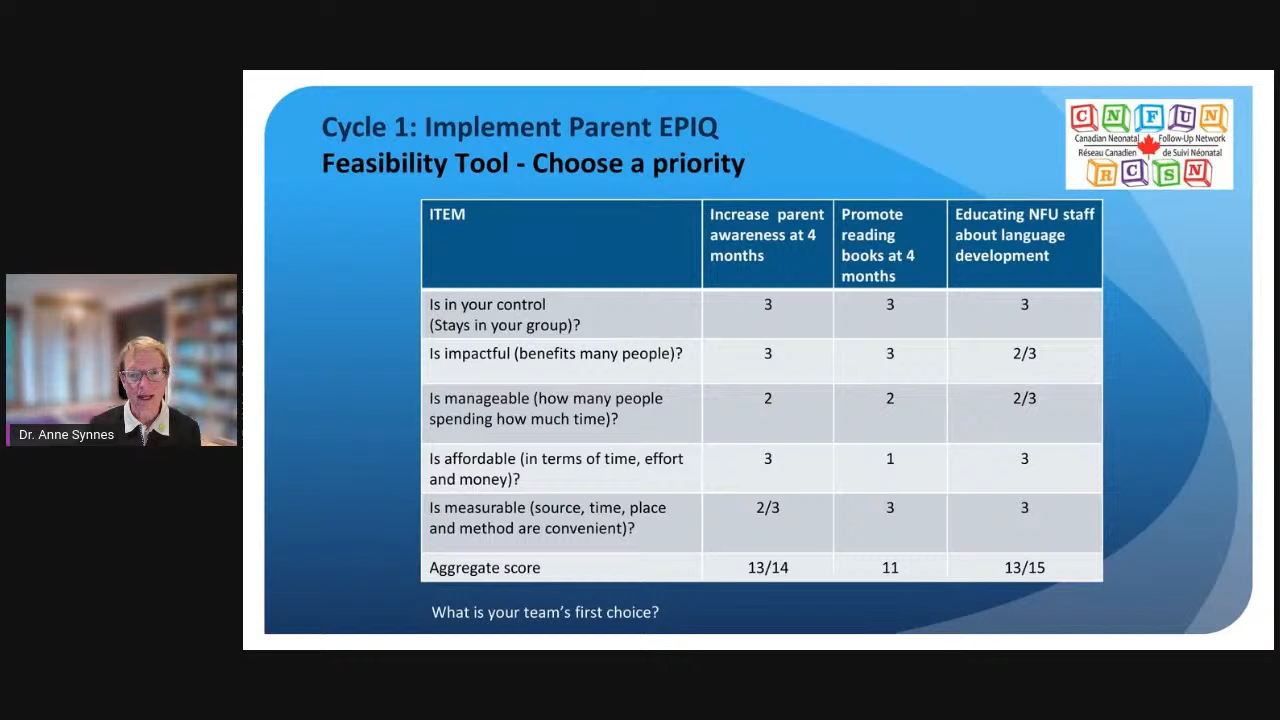 Cycle 1: Implement Parent EPIQ
Feasibility Tool - Choose a priority
C N F U N
Canadian Neonatal Follow-Up Network
Réseau Canadien de Suivi Néonatal
R C S N
ITEM
Increase parent awareness at 4 months
Promote reading books at 4 months
Educating NFU staff about language development
Is in your control
(Stays in your group)?
3
3
3
Is impactful (benefits many people)?
3
3
2/3
Is manageable (how many people
spending how much time)?
2
2
2/3
Is affordable (in terms of time, effort
and money)?
3
1
3
Is measurable (source, time, place
and method are convenient)?
2/3
3
3
Aggregate score
13/14
11
13/15
What is your team's first choice?
Dr. Anne Synnes